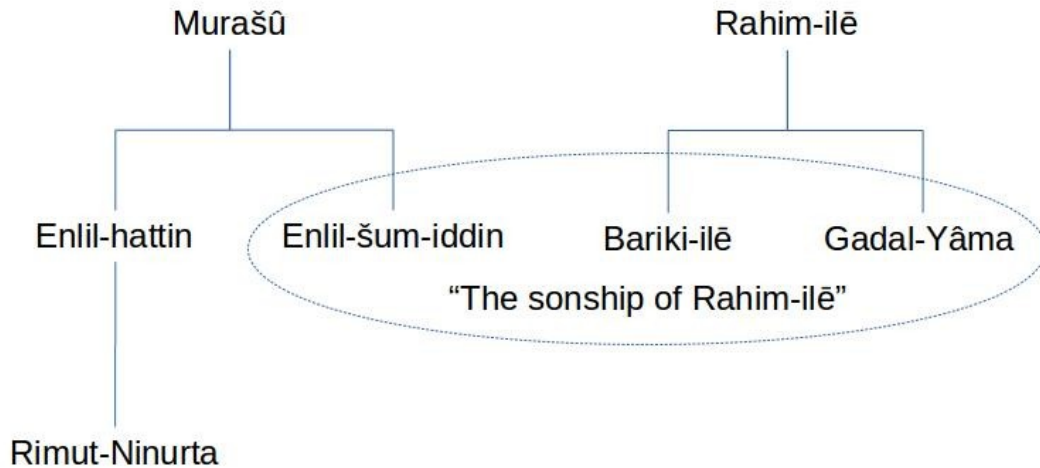 Murašû Rahim-ilē
Enlil-hattin Enlil-šum-iddin Bariki-ilē Gadal-Yâma
“The sonship of Rahim-ilē”
Rimut-Ninurta